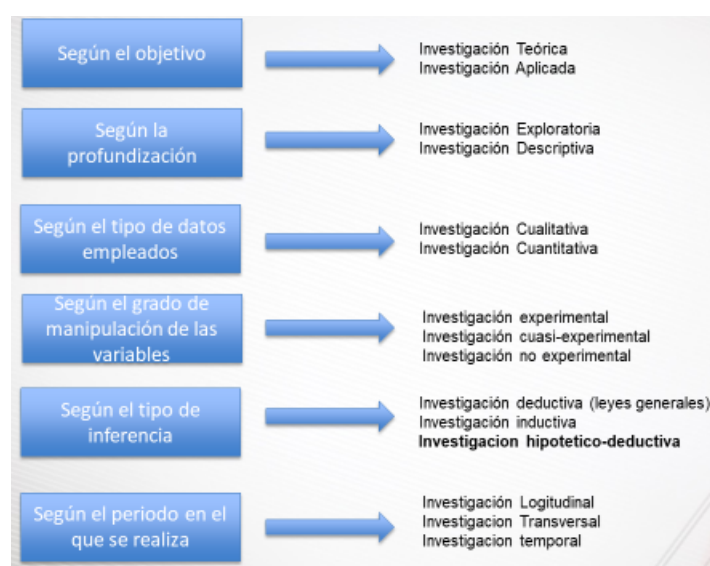 Según el objetivo
Investigación Teórica
Investigación Aplicada
Según la
profundización
Investigación Exploratoria
Investigación Descriptiva
Según el tipo de datos
empleados
Investigación Cualitativa
Investigación Cuantitativa
Según el grado de
manipulación de las
variables
Investigación experimental
Investigación cuasi-experimental
Investigación no experimental
Según el tipo de
inferencia
Investigación deductiva (leyes generales)
Investigación inductiva
Investigacion hipotetico-deductiva
Según el periodo en el
que se realiza
Investigación Logitudinal
Investigacion Transversal
Investigacion temporal